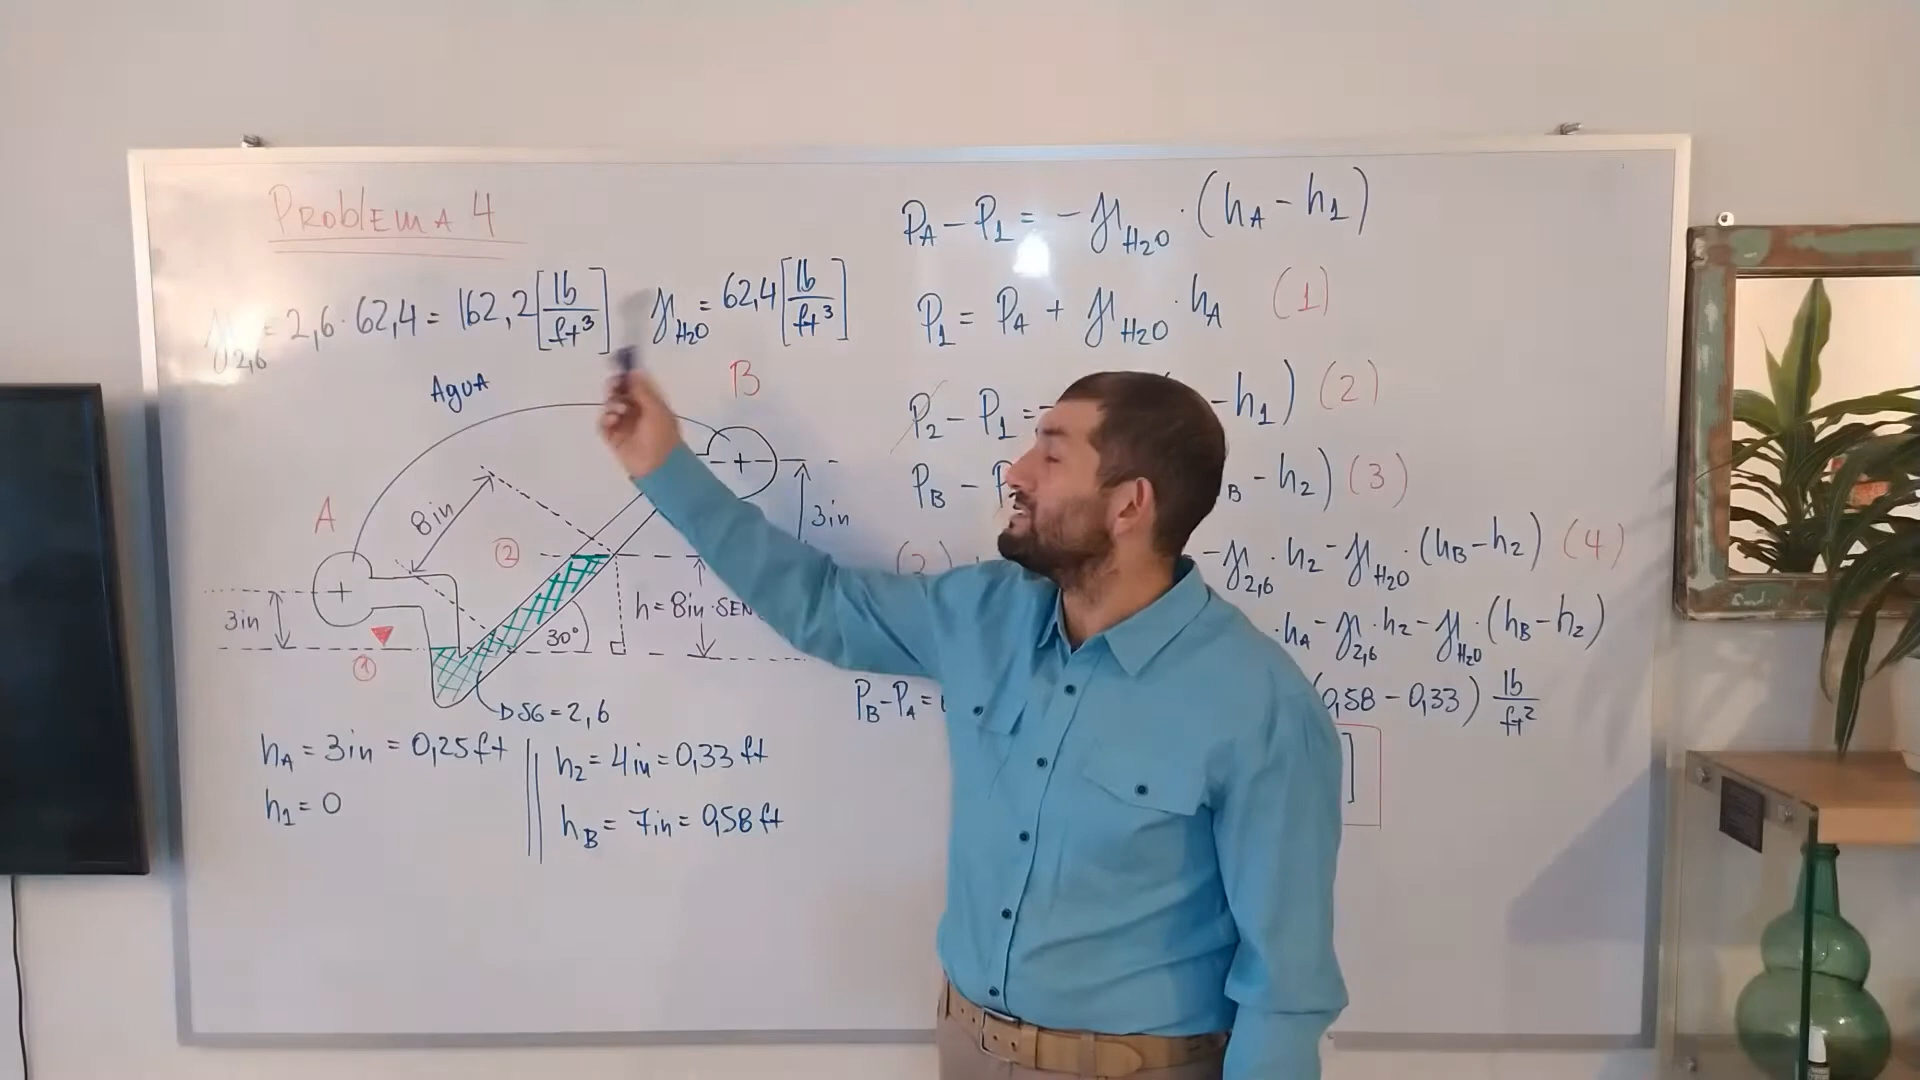 Problema 4
γ2,6 = 2,6 · 62,4 = 162,2 [lb/ft³]
γH2O = 62,4 [lb/ft³]
Agua
A
B
8in
3in
3in
②
①
30°
h = 8in · SEN
DSG = 2,6
hA = 3in = 0,25 ft
h1 = 0
h2 = 4in = 0,33 ft
hB = 7in = 0,58 ft
PA - P1 = - γH2O · (hA - h1)
P1 = PA + γH2O · hA (1)
P2 - P1 = - h1) (2)
PB - P B - h2) (3)
- γ2,6 · h2 - γH2O · (hB - h2) (4)
· hA - γ2,6 · h2 - γH2O · (hB - h2)
PB - PA = 0,58 - 0,33) lb/ft²
]